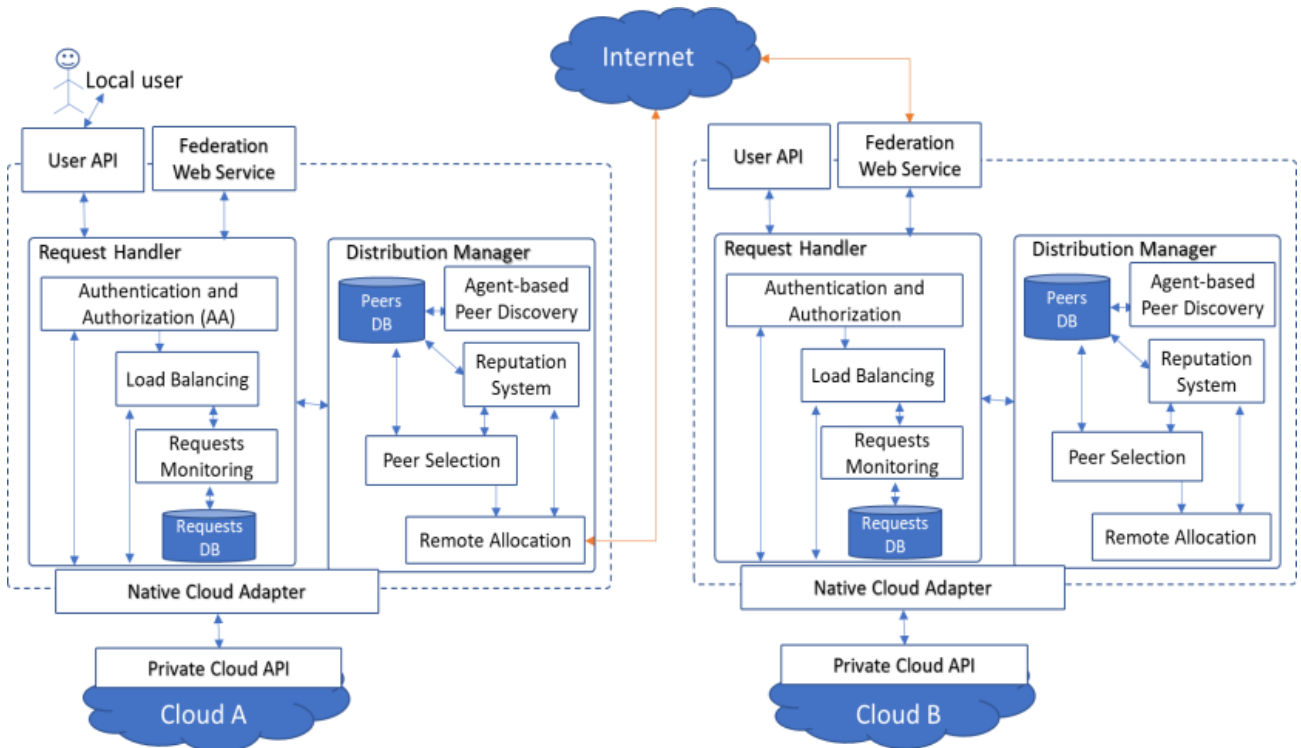 Internet
Local user
User API
Federation
Web Service
Request Handler
Authentication and
Authorization (AA)
Load Balancing
Requests
Monitoring
Requests
DB
Distribution Manager
Peers
DB
Agent-based
Peer Discovery
Reputation
System
Peer Selection
Remote Allocation
Native Cloud Adapter
Private Cloud API
Cloud A
User API
Federation
Web Service
Request Handler
Authentication and
Authorization
Load Balancing
Requests
Monitoring
Requests
DB
Distribution Manager
Peers
DB
Agent-based
Peer Discovery
Reputation
System
Peer Selection
Remote Allocation
Native Cloud Adapter
Private Cloud API
Cloud B